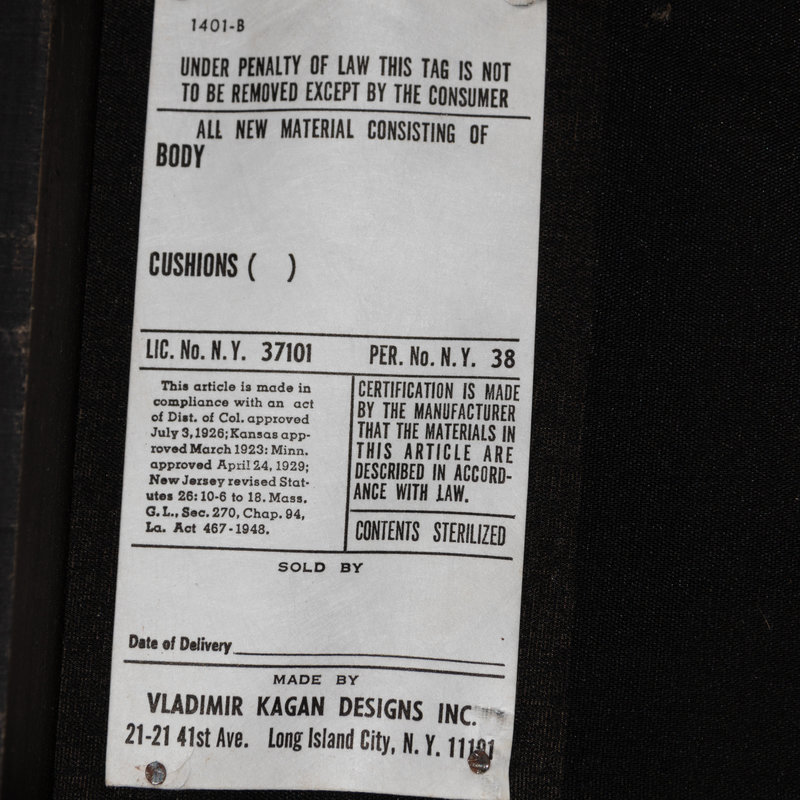 1401-B
UNDER PENALTY OF LAW THIS TAG IS NOT
TO BE REMOVED EXCEPT BY THE CONSUMER
ALL NEW MATERIAL CONSISTING OF
BODY
CUSHIONS ( )
LIC. No. N.Y. 37101 PER. No. N.Y. 38
This article is made in
compliance with an act
of Dist. of Col. approved
July 3, 1926; Kansas app-
roved March 1923: Minn.
approved April 24, 1929;
New Jersey revised Stat-
utes 26: 10-6 to 18. Mass.
G. L., Sec. 270, Chap. 94,
La. Act 467-1948.
CERTIFICATION IS MADE
BY THE MANUFACTURER
THAT THE MATERIALS IN
THIS ARTICLE ARE
DESCRIBED IN ACCORD-
ANCE WITH LAW.
CONTENTS STERILIZED
SOLD BY
Date of Delivery
MADE BY
VLADIMIR KAGAN DESIGNS INC.
21-21 41st Ave. Long Island City, N. Y. 11101